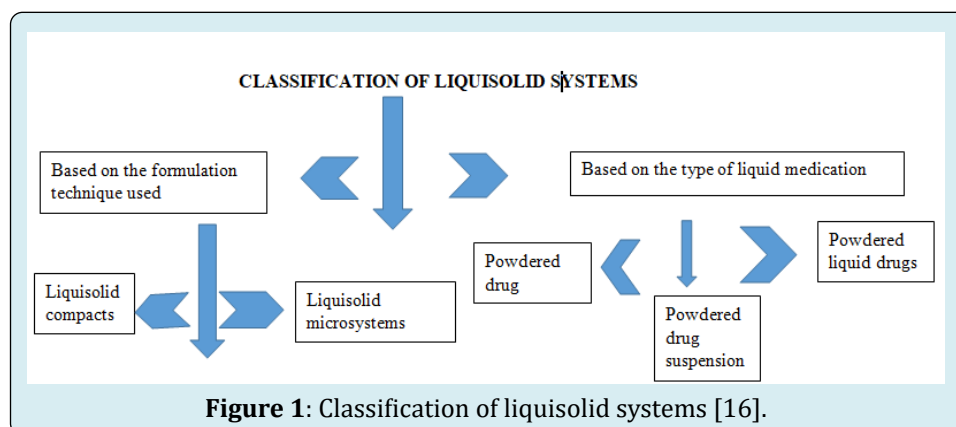 CLASSIFICATION OF LIQUISOLID SYSTEMS
Based on the formulation
technique used
Based on the type of liquid medication
Liquisolid
compacts
Liquisolid
microsystems
Powdered
drug
Powdered
drug
suspension
Powdered
liquid drugs
Figure 1: Classification of liquisolid systems [16].